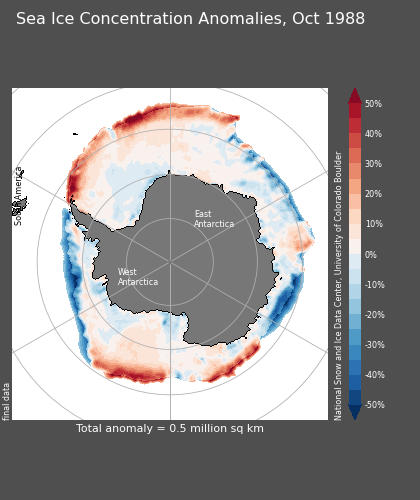 Sea Ice Concentration Anomalies, Oct 1988
South America
East
Antarctica
West
Antarctica
final data
National Snow and Ice Data Center, University of Colorado Boulder
50%
40%
30%
20%
10%
0%
-10%
-20%
-30%
-40%
-50%
Total anomaly = 0.5 million sq km